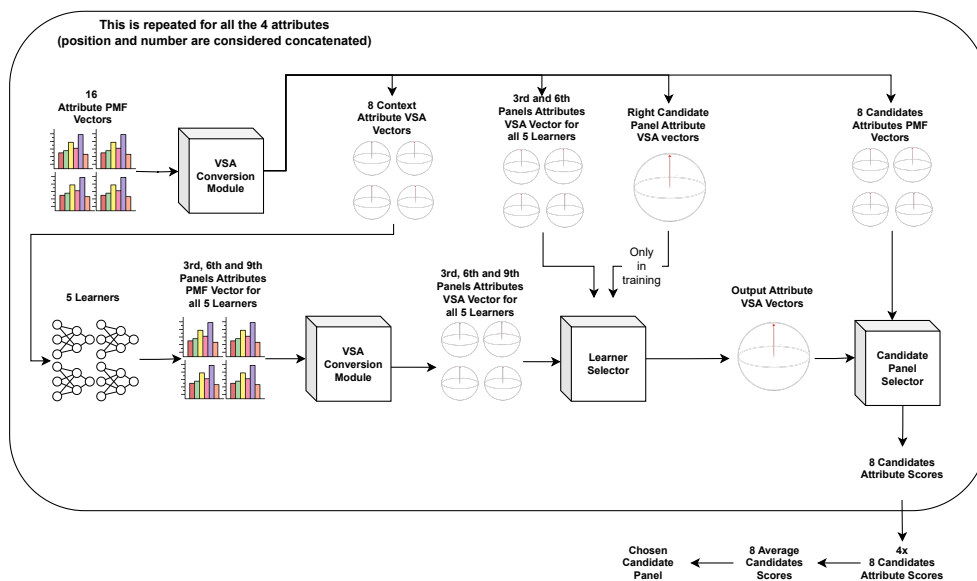 This is repeated for all the 4 attributes
(position and number are considered concatenated)
16
Attribute PMF
Vectors
VSA
Conversion
Module
8 Context
Attribute VSA
Vectors
3rd and 6th
Panels Attributes
VSA Vector for
all 5 Learners
Right Candidate
Panel Attribute
VSA vectors
8 Candidates
Attributes PMF
Vectors
Only
in
training
5 Learners
3rd, 6th and 9th
Panels Attributes
PMF Vector for
all 5 Learners
VSA
Conversion
Module
3rd, 6th and 9th
Panels Attributes
VSA Vector for
all 5 Learners
Learner
Selector
Output Attribute
VSA Vectors
Candidate
Panel
Selector
8 Candidates
Attribute Scores
4x
8 Candidates
Attribute Scores
8 Average
Candidates
Scores
Chosen
Candidate
Panel